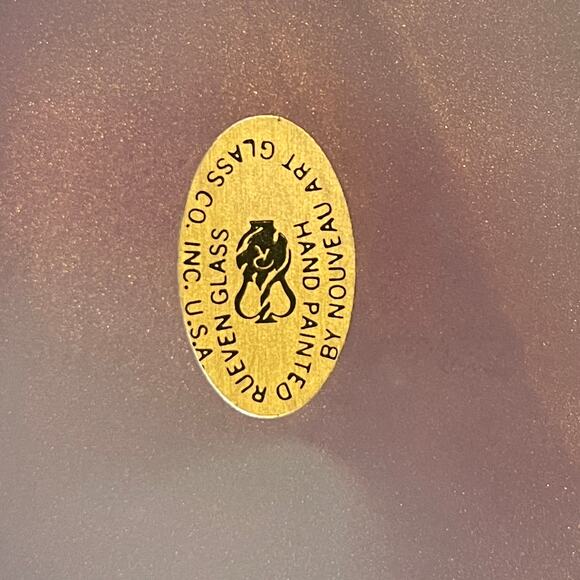 HAND PAINTED RUEVEN GLASS
BY NOUVEAU ART GLASS CO. INC. U.S.A.